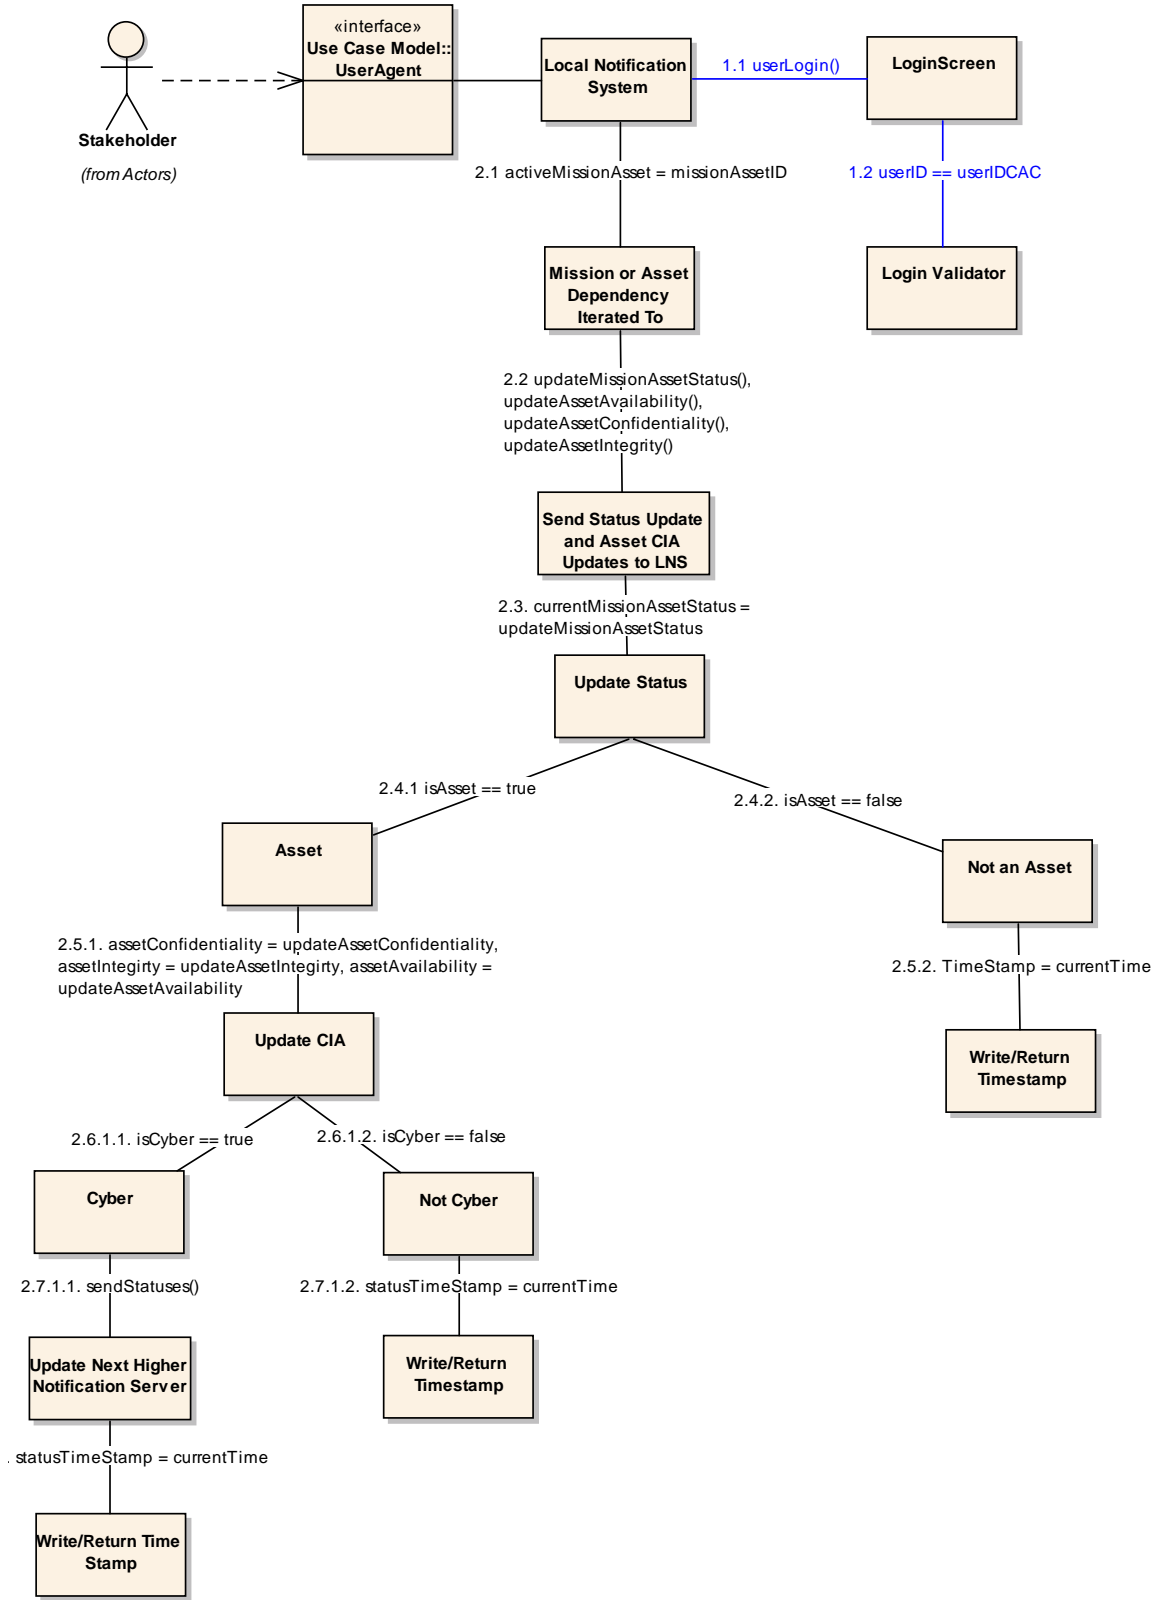 «interface»
Use Case Model::
UserAgent
Local Notification
System
1.1 userLogin()
LoginScreen
Stakeholder
(from Actors)
2.1 activeMissionAsset = missionAssetID
1.2 userID == userIDCAC
Mission or Asset
Dependency
Iterated To
Login Validator
2.2 updateMissionAssetStatus(),
updateAssetAvailability(),
updateAssetConfidentiality(),
updateAssetIntegrity()
Send Status Update
and Asset CIA
Updates to LNS
2.3. currentMissionAssetStatus =
updateMissionAssetStatus
Update Status
2.4.1 isAsset == true
2.4.2. isAsset == false
Asset
Not an Asset
2.5.1. assetConfidentiality = updateAssetConfidentiality,
assetIntegirty = updateAssetIntegirty, assetAvailability =
updateAssetAvailability
2.5.2. TimeStamp = currentTime
Update CIA
Write/Return
Timestamp
2.6.1.1. isCyber == true
2.6.1.2. isCyber == false
Cyber
Not Cyber
2.7.1.1. sendStatuses()
2.7.1.2. statusTimeStamp = currentTime
Update Next Higher
Notification Server
Write/Return
Timestamp
. statusTimeStamp = currentTime
Write/Return Time
Stamp